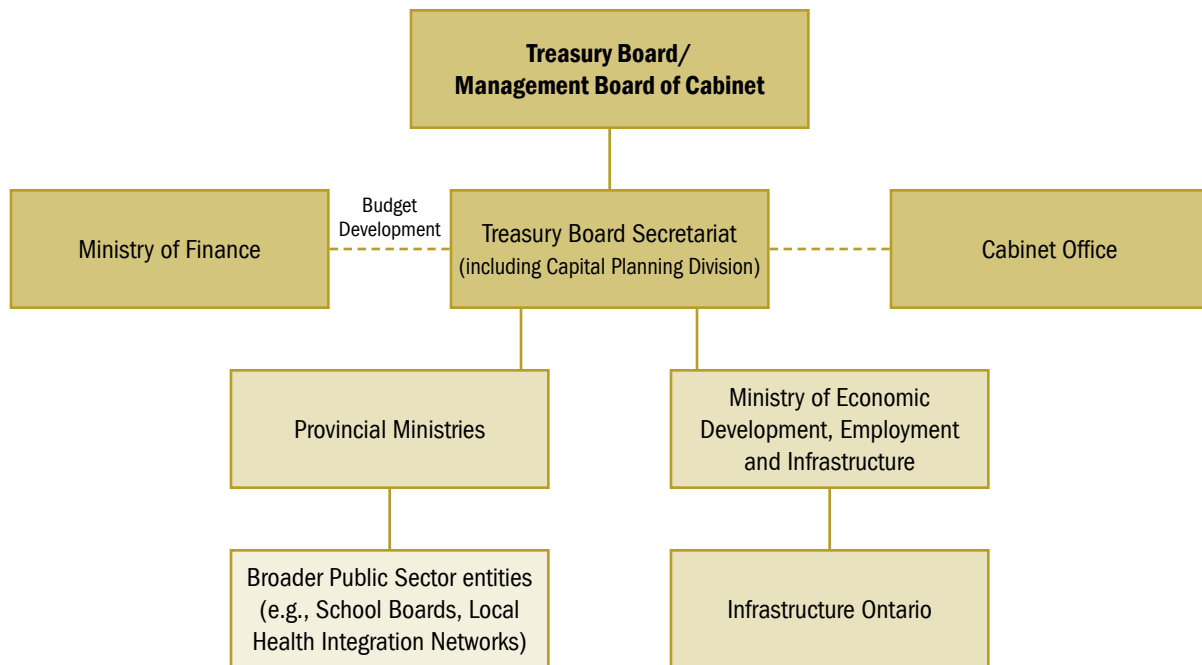 Treasury Board/
Management Board of Cabinet
Ministry of Finance
Budget
Development
Treasury Board Secretariat
(including Capital Planning Division)
Cabinet Office
Provincial Ministries
Ministry of Economic
Development, Employment
and Infrastructure
Broader Public Sector entities
(e.g., School Boards, Local
Health Integration Networks)
Infrastructure Ontario